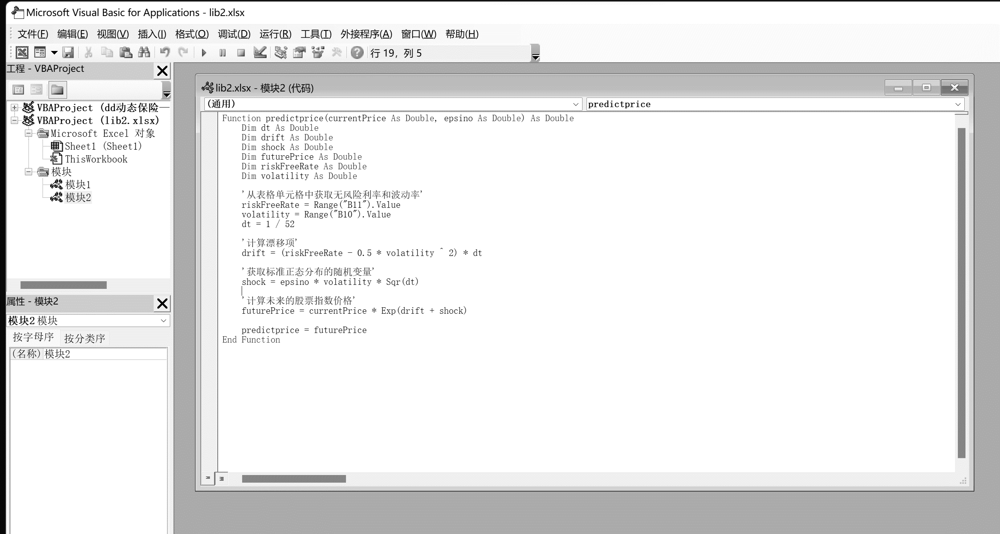 Microsoft Visual Basic for Applications - lib2.xlsx
文件(F) 编辑(E) 视图(V) 插入(I) 格式(O) 调试(D) 运行(R) 工具(T) 外接程序(A) 窗口(W) 帮助(H)
行 19，列 5
工程 - VBAProject
VBAProject (dd动态保险一
VBAProject (lib2.xlsx)
Microsoft Excel 对象
Sheet1 (Sheet1)
ThisWorkbook
模块
模块1
模块2
属性 - 模块2
模块2 模块
按字母序 按分类序
(名称) 模块2
lib2.xlsx - 模块2 (代码)
(通用) predictprice
Function predictprice(currentPrice As Double, epsino As Double) As Double
    Dim dt As Double
    Dim drift As Double
    Dim shock As Double
    Dim futurePrice As Double
    Dim riskFreeRate As Double
    Dim volatility As Double
    '从表格单元格中获取无风险利率和波动率'
    riskFreeRate = Range("B11").Value
    volatility = Range("B10").Value
    dt = 1 / 52
    '计算漂移项'
    drift = (riskFreeRate - 0.5 * volatility ^ 2) * dt
    '获取标准正态分布的随机变量'
    shock = epsino * volatility * Sqr(dt)
    '计算未来的股票指数价格'
    futurePrice = currentPrice * Exp(drift + shock)
    predictprice = futurePrice
End Function